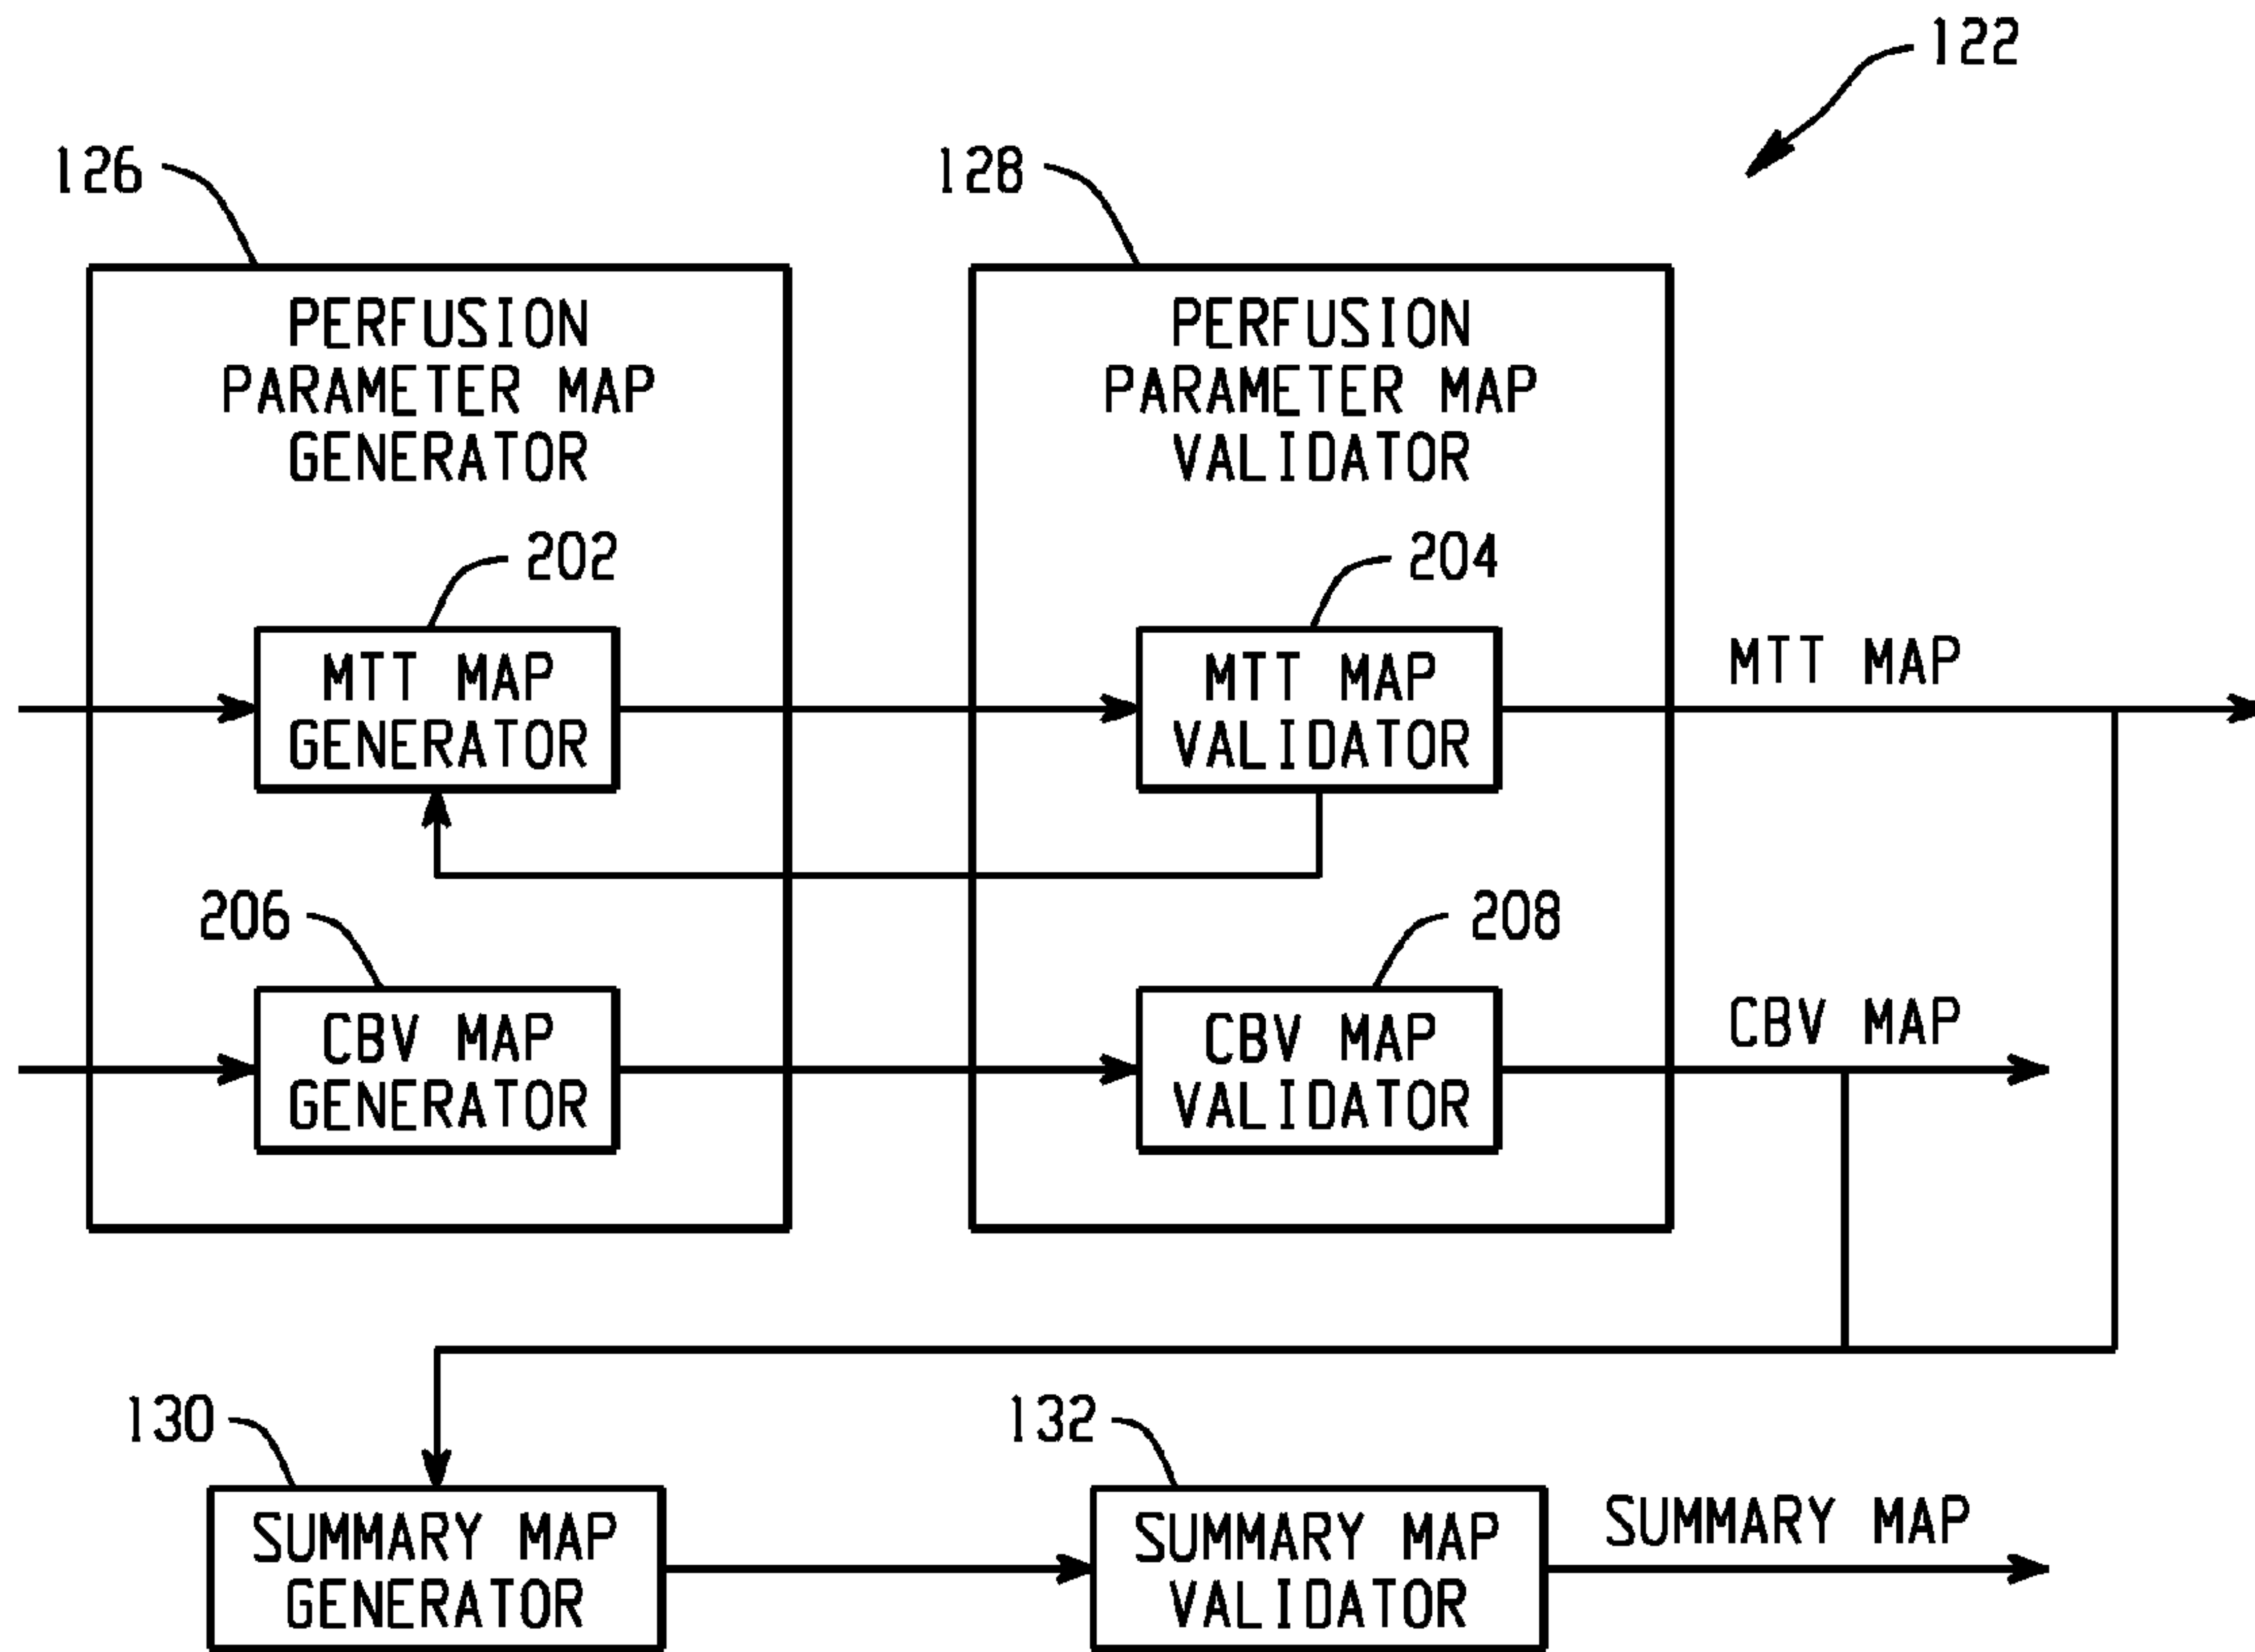 122
126
128
PERFUSION
PARAMETER MAP
GENERATOR
PERFUSION
PARAMETER MAP
VALIDATOR
202
204
MTT MAP
GENERATOR
MTT MAP
VALIDATOR
MTT MAP
206
208
CBV MAP
GENERATOR
CBV MAP
VALIDATOR
CBV MAP
130
132
SUMMARY MAP
GENERATOR
SUMMARY MAP
VALIDATOR
SUMMARY MAP